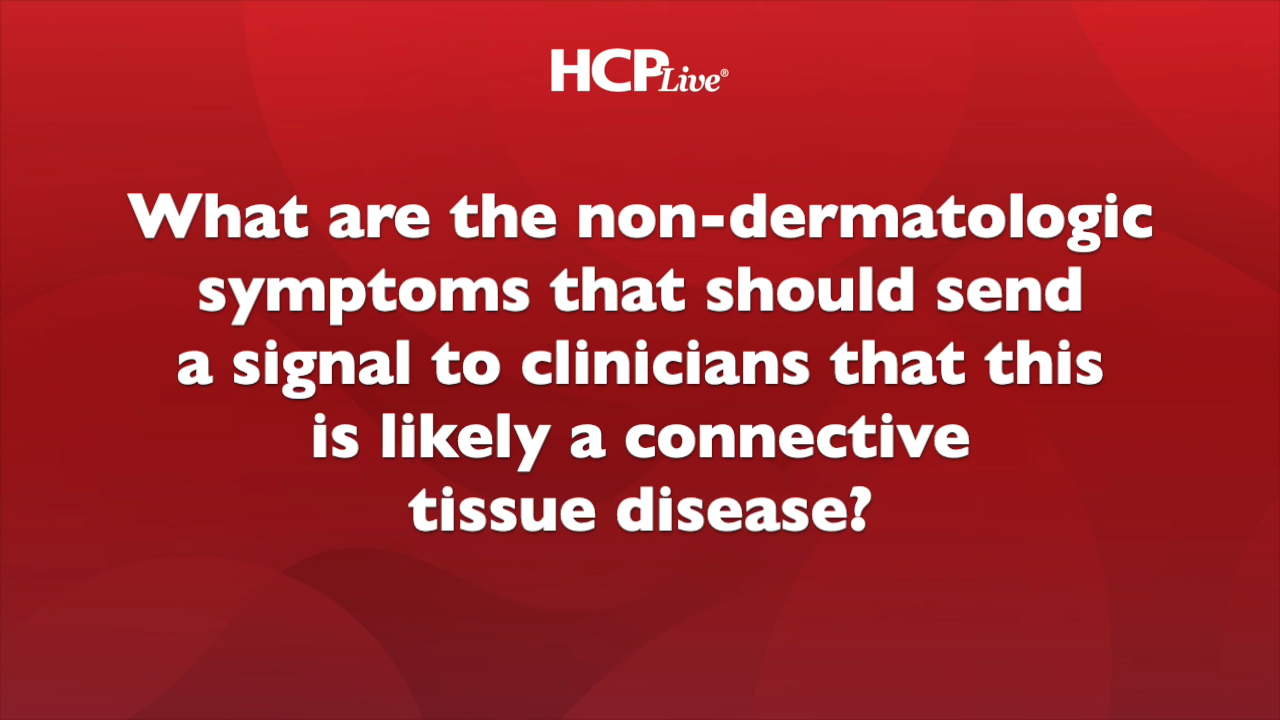 HCPLive®
What are the non-dermatologic
symptoms that should send
a signal to clinicians that this
is likely a connective
tissue disease?